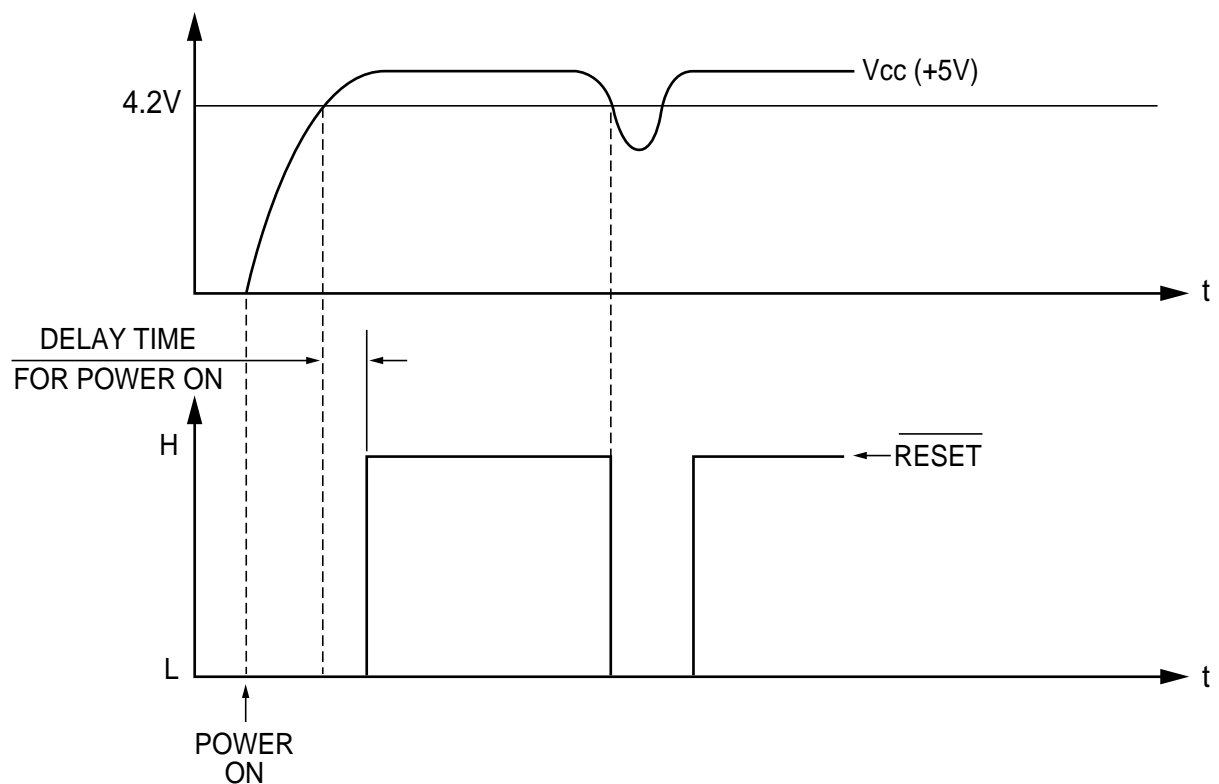 Vcc (+5V)
4.2V
t
DELAY TIME
FOR POWER ON
H
RESET
L
t
POWER
ON